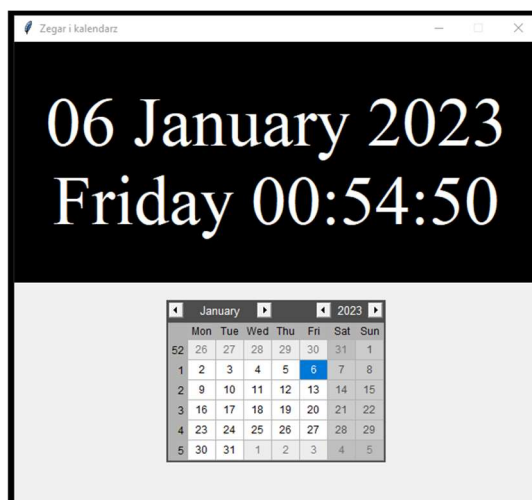 Zegar i kalendarz
06 January 2023
Friday 00:54:50
January 2023
Mon Tue Wed Thu Fri Sat Sun
52 26 27 28 29 30 31 1
1 2 3 4 5 6 7 8
2 9 10 11 12 13 14 15
3 16 17 18 19 20 21 22
4 23 24 25 26 27 28 29
5 30 31 1 2 3 4 5